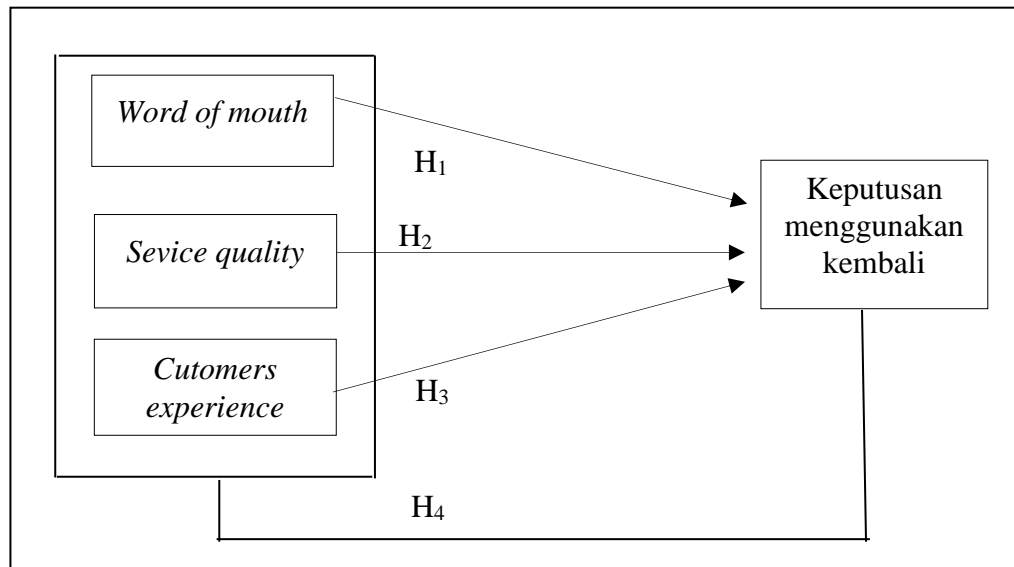 Word of mouth
H₁
Keputusan
menggunakan
kembali
Sevice quality
H₂
Cutomers
experience
H₃
H₄